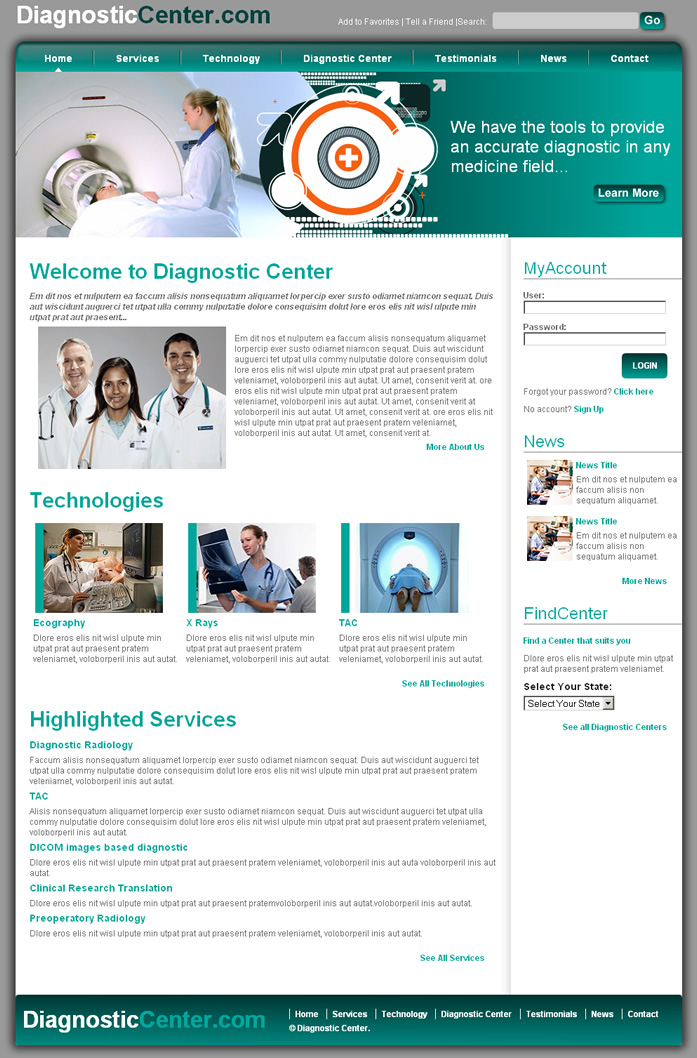 DiagnosticCenter.com
Add to Favorites | Tell a Friend |Search:
Go
Home
Services
Technology
Diagnostic Center
Testimonials
News
Contact
We have the tools to provide
an accurate diagnostic in any
medicine field...
Learn More
Welcome to Diagnostic Center
Em dit nos et nulputem ea faccum alisis nonsequatum aliquamet lorpercip exer susto odiamet niamcon sequat. Duis
aut wiscidunt auguerci tet utpat ulla commy nulputatie dolore consequisim dolut lore eros elis nit wisl ulpute min
utpat prat aut praesent...
Em dit nos et nulputem ea faccum alisis nonsequatum aliquamet
lorpercip exer susto odiamet niamcon sequat. Duis aut wiscidunt
auguerci tet utpat ulla commy nulputatie dolore consequisim dolut
lore eros elis nit wisl ulpute min utpat prat aut praesent pratem
veleniamet, voloborperil inis aut autat. Ut amet, consenit verit at. ore
eros elis nit wisl ulpute min utpat prat aut praesent pratem
veleniamet, voloborperil inis aut autat. Ut amet, consenit verit at
voloborperil inis aut autat. Ut amet, consenit verit at. ore eros elis nit
wisl ulpute min utpat prat aut praesent pratem veleniamet,
voloborperil inis aut autat. Ut amet, consenit verit at.
More About Us
Technologies
Ecography
Dlore eros elis nit wisl ulpute min
utpat prat aut praesent pratem
veleniamet, voloborperil inis aut autat.
X Rays
Dlore eros elis nit wisl ulpute min
utpat prat aut praesent pratem
veleniamet, voloborperil inis aut autat.
TAC
Dlore eros elis nit wisl ulpute min
utpat prat aut praesent pratem
veleniamet, voloborperil inis aut autat.
See All Technologies
Highlighted Services
Diagnostic Radiology
Faccum alisis nonsequatum aliquamet lorpercip exer susto odiamet niamcon sequat. Duis aut wiscidunt auguerci tet
utpat ulla commy nulputatie dolore consequisim dolut lore eros elis nit wisl ulpute min utpat prat aut praesent pratem
veleniamet, voloborperil inis aut autat.
TAC
Alisis nonsequatum aliquamet lorpercip exer susto odiamet niamcon sequat. Duis aut wiscidunt auguerci tet utpat ulla
commy nulputatie dolore consequisim dolut lore eros elis nit wisl ulpute min utpat prat aut praesent pratem veleniamet,
voloborperil inis aut autat.
DICOM images based diagnostic
Dlore eros elis nit wisl ulpute min utpat prat aut praesent pratem veleniamet, voloborperil inis aut auta voloborperil inis aut
autat.
Clinical Research Translation
Dlore eros elis nit wisl ulpute min utpat prat aut praesent pratemvoloborperil inis aut autat.voloborperil inis aut autat.
Preoperatory Radiology
Dlore eros elis nit wisl ulpute min utpat prat aut praesent pratem veleniamet, voloborperil inis aut autat.
See All Services
MyAccount
User:
Password:
LOGIN
Forgot your password? Click here
No account? Sign Up
News
News Title
Em dit nos et nulputem ea
faccum alisis non
sequatum aliquamet.
News Title
Em dit nos et nulputem ea
faccum alisis non
sequatum aliquamet.
More News
FindCenter
Find a Center that suits you
Dlore eros elis nit wisl ulpute min utpat
prat aut praesent pratem veleniamet.
Select Your State:
Select Your State
See all Diagnostic Centers
DiagnosticCenter.com
| Home | Services | Technology | Diagnostic Center | Testimonials | News | Contact
© Diagnostic Center.